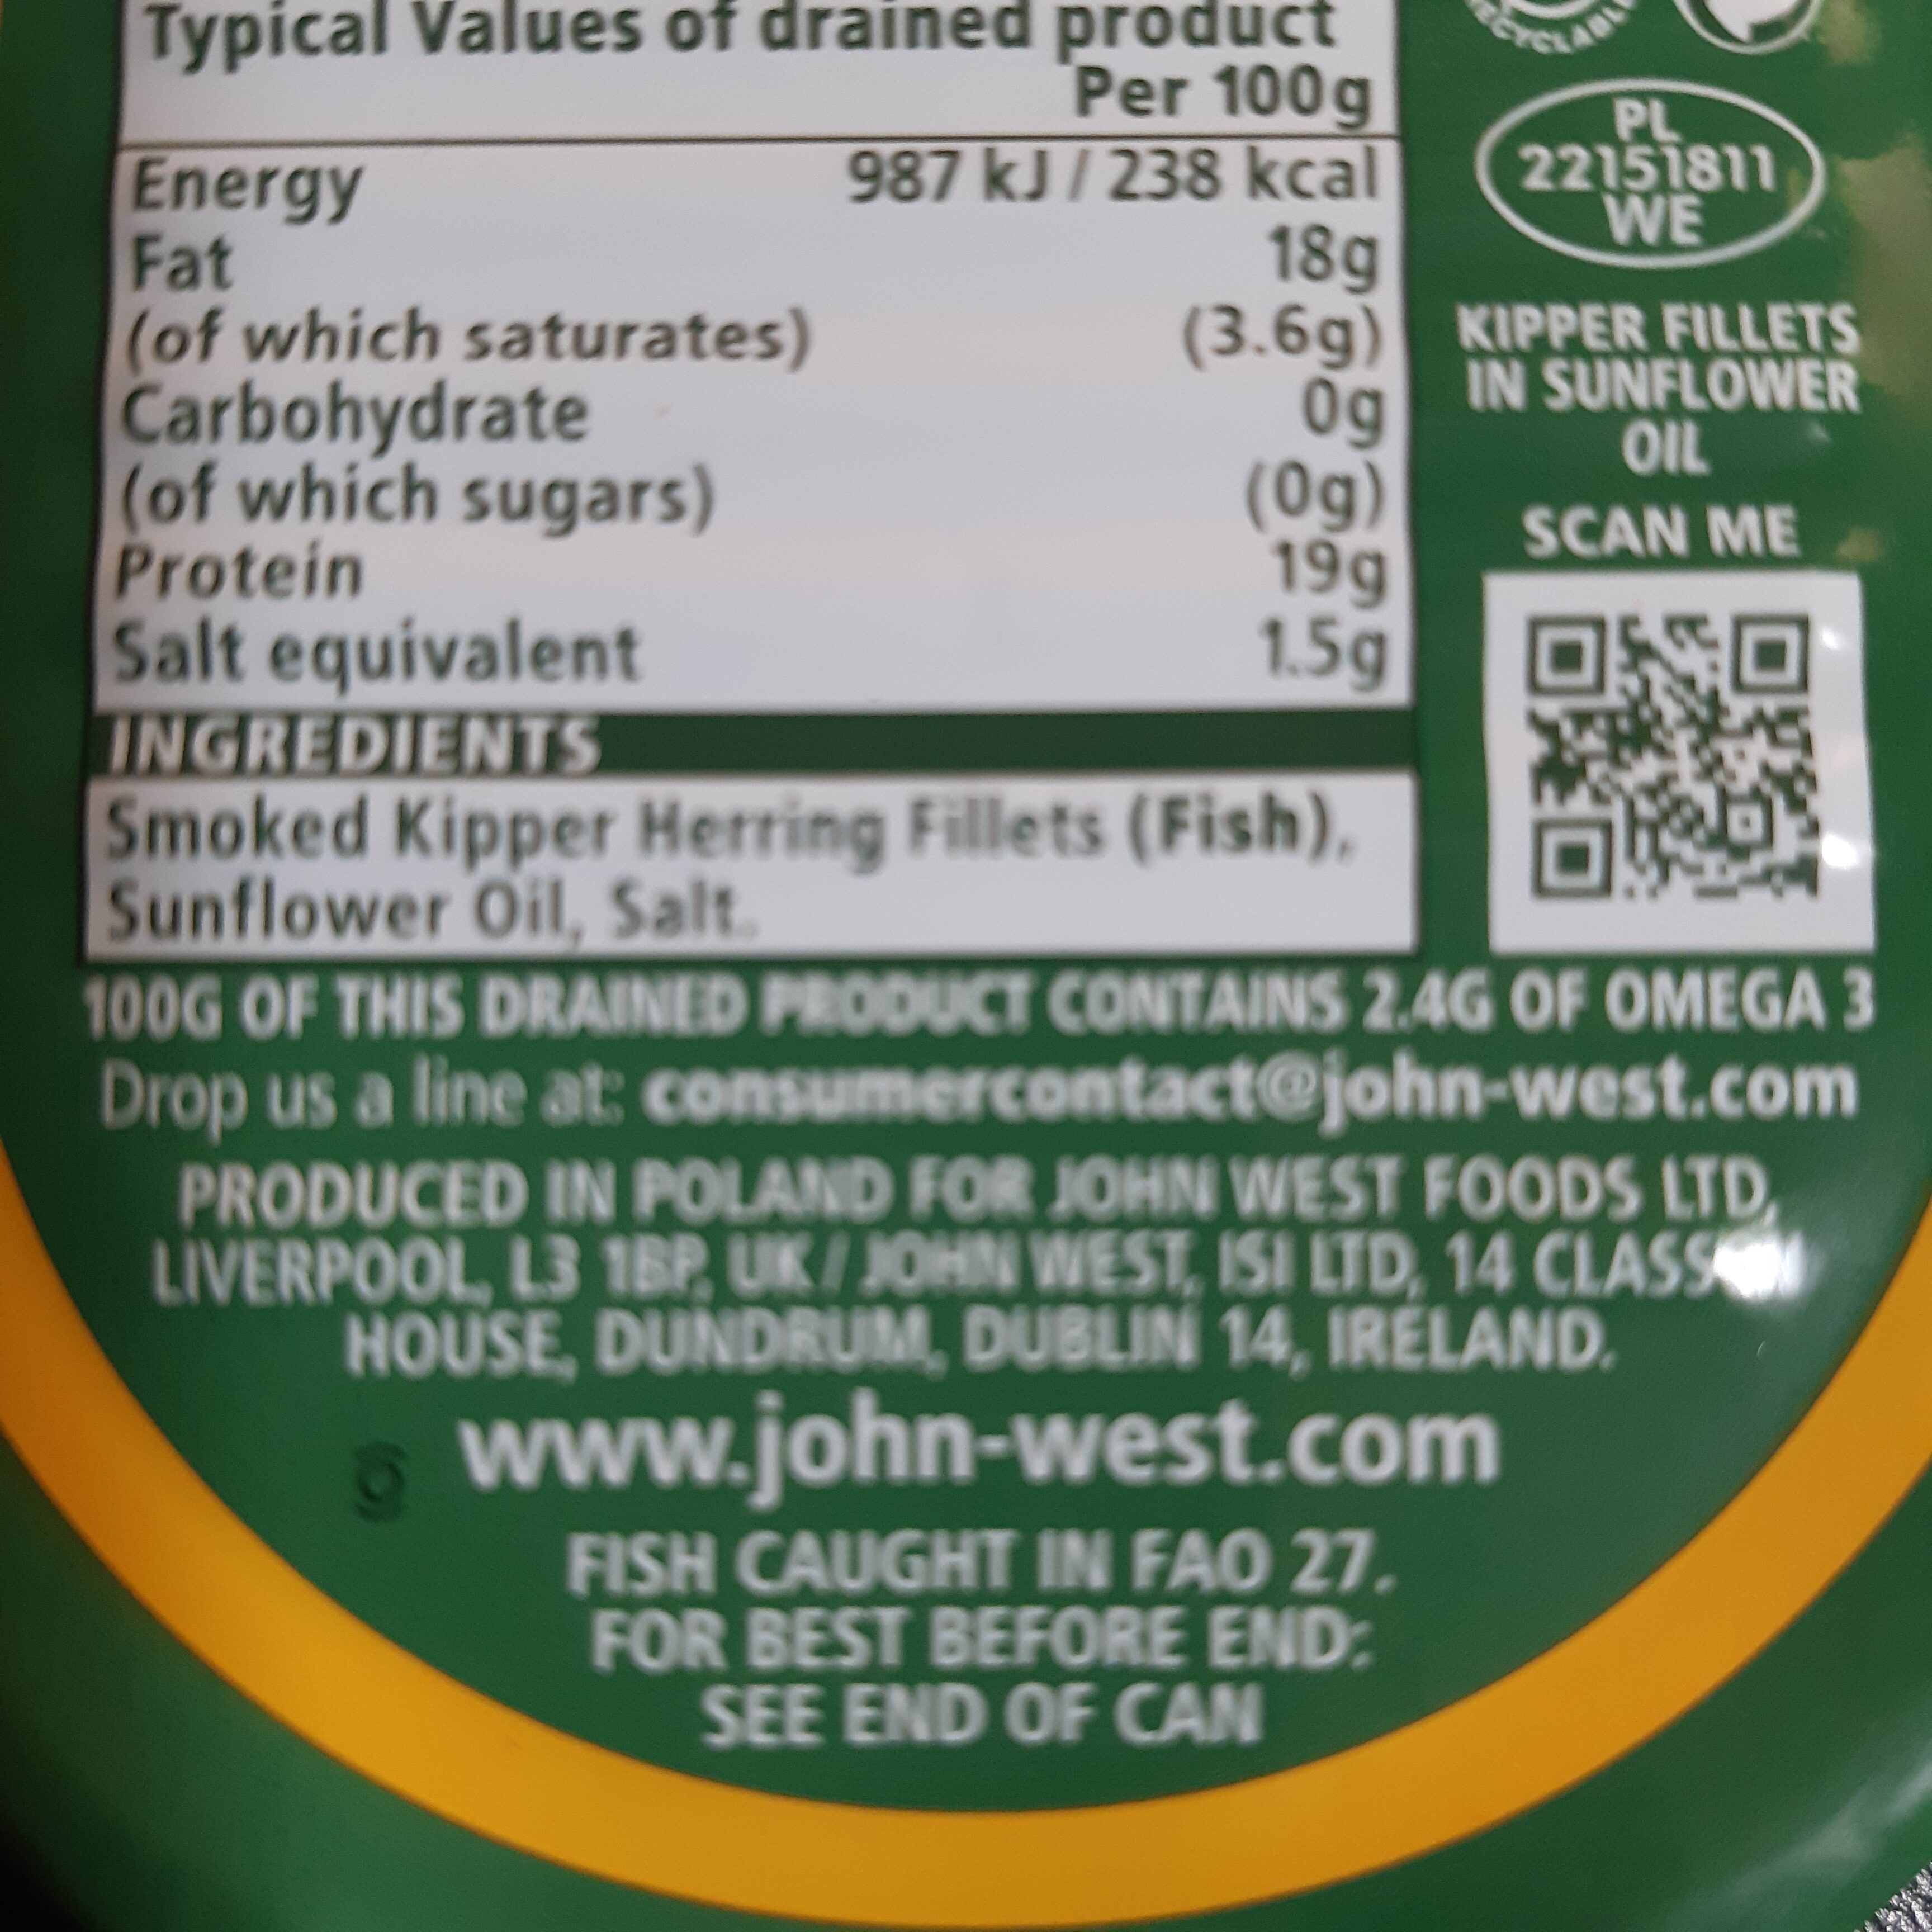 Typical Values of drained product
Per 100g
Energy 987 kJ / 238 kcal
Fat 18g
(of which saturates) (3.6g)
Carbohydrate 0g
(of which sugars) (0g)
Protein 19g
Salt equivalent 1.5g
INGREDIENTS
Smoked Kipper Herring Fillets (Fish),
Sunflower Oil, Salt.
PL
22151811
WE
KIPPER FILLETS
IN SUNFLOWER
OIL
SCAN ME
100G OF THIS DRAINED PRODUCT CONTAINS 2.4G OF OMEGA 3
Drop us a line at: consumercontact@john-west.com
PRODUCED IN POLAND FOR JOHN WEST FOODS LTD,
LIVERPOOL, L3 1BP, UK / JOHN WEST, ISI LTD, 14
HOUSE, DUNDRUM, DUBLIN 14, IRELAND.
www.john-west.com
FISH CAUGHT IN FAO 27.
FOR BEST BEFORE END:
SEE END OF CAN